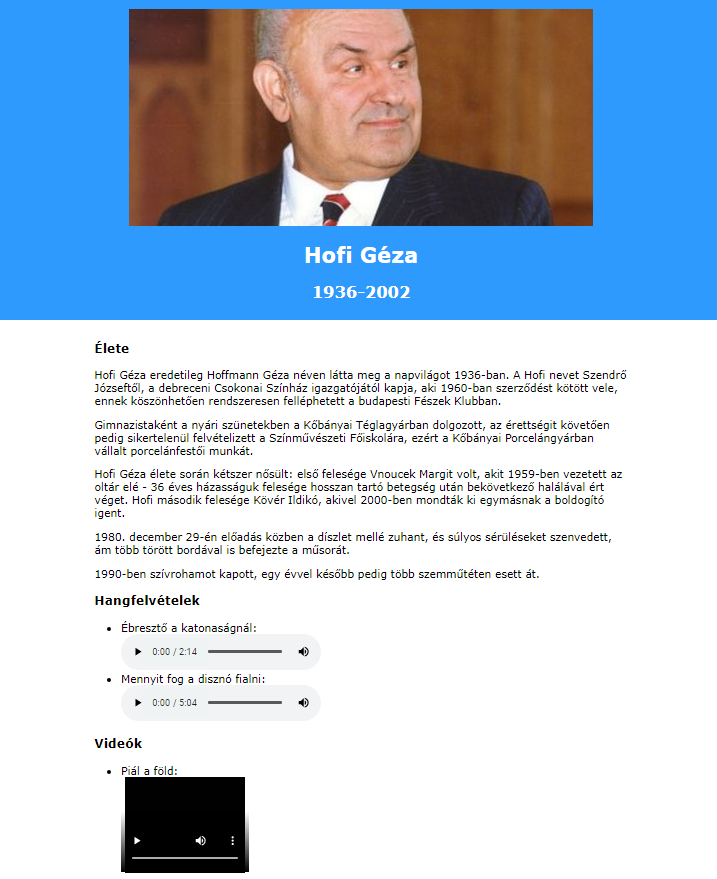 Hofi Géza
1936-2002
Élete
Hofi Géza eredetileg Hoffmann Géza néven látta meg a napvilágot 1936-ban. A Hofi nevet Szendrő
Józseftől, a debreceni Csokonai Színház igazgatójától kapja, aki 1960-ban szerződést kötött vele,
ennek köszönhetően rendszeresen felléphetett a budapesti Fészek Klubban.
Gimnazistaként a nyári szünetekben a Kőbányai Téglagyárban dolgozott, az érettségit követően
pedig sikertelenül felvételizett a Színművészeti Főiskolára, ezért a Kőbányai Porcelángyárban
vállalt porcelánfestői munkát.
Hofi Géza élete során kétszer nősült: első felesége Vnoucek Margit volt, akit 1959-ben vezetett az
oltár elé - 36 éves házasságuk felesége hosszan tartó betegség után bekövetkező halálával ért
véget. Hofi második felesége Kövér Ildikó, akivel 2000-ben mondták ki egymásnak a boldogító
igent.
1980. december 29-én előadás közben a díszlet mellé zuhant, és súlyos sérüléseket szenvedett,
ám több törött bordával is befejezte a műsorát.
1990-ben szívrohamot kapott, egy évvel később pedig több szemműtéten esett át.
Hangfelvételek
Ébresztő a katonaságnál:
0:00 / 2:14
Mennyit fog a disznó fialni:
0:00 / 5:04
Videók
Piál a föld: